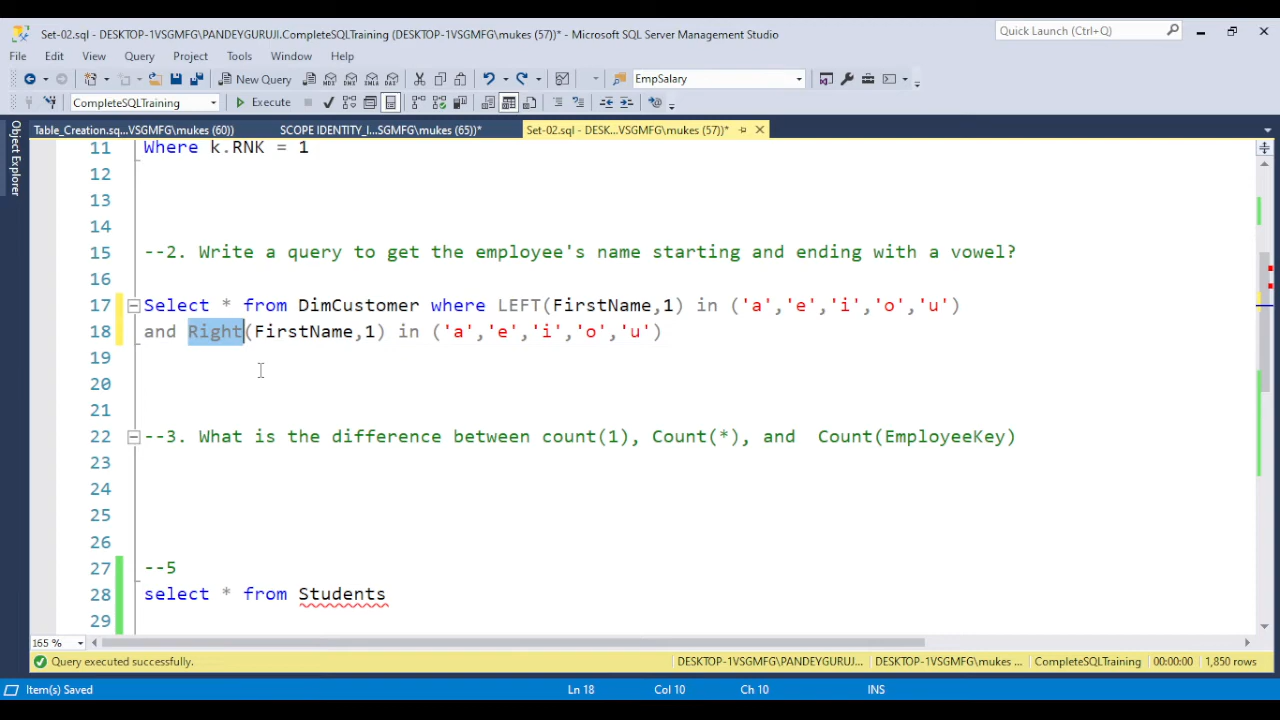 Set-02.sql - DESKTOP-1VSGMFG\PANDEYGURUJI.CompleteSQLTraining (DESKTOP-1VSGMFG\mukes (57))* - Microsoft SQL Server Management Studio
Quick Launch (Ctrl+Q)
File Edit View Query Project Tools Window Help
New Query
EmpSalary
CompleteSQLTraining
Execute
Table_Creation.sq...VSGMFG\mukes (60))
SCOPE IDENTITY_I...SGMFG\mukes (65))*
Set-02.sql - DESK...VSGMFG\mukes (57))*
Object Explorer
11 Where k.RNK = 1
12
13
14
15 --2. Write a query to get the employee's name starting and ending with a vowel?
16
17 Select * from DimCustomer where LEFT(FirstName,1) in ('a','e','i','o','u')
18 and Right(FirstName,1) in ('a','e','i','o','u')
19
20
21
22 --3. What is the difference between count(1), Count(*), and  Count(EmployeeKey)
23
24
25
26
27 --5
28 select * from Students
29
165 %
Query executed successfully.
DESKTOP-1VSGMFG\PANDEYGURUJI...
DESKTOP-1VSGMFG\mukes ...
CompleteSQLTraining
00:00:00
1,850 rows
Item(s) Saved
Ln 18
Col 10
Ch 10
INS